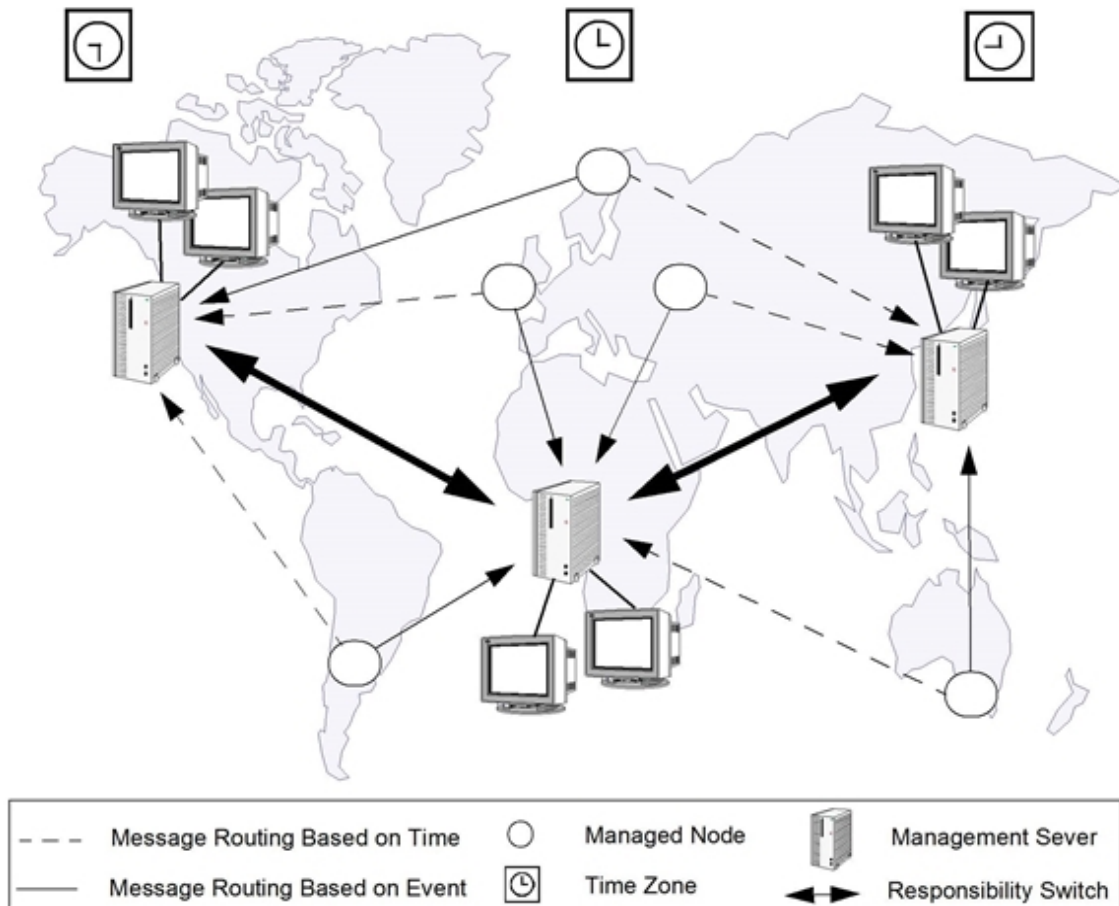 Message Routing Based on Time
Managed Node
Management Sever
Message Routing Based on Event
Time Zone
Responsibility Switch